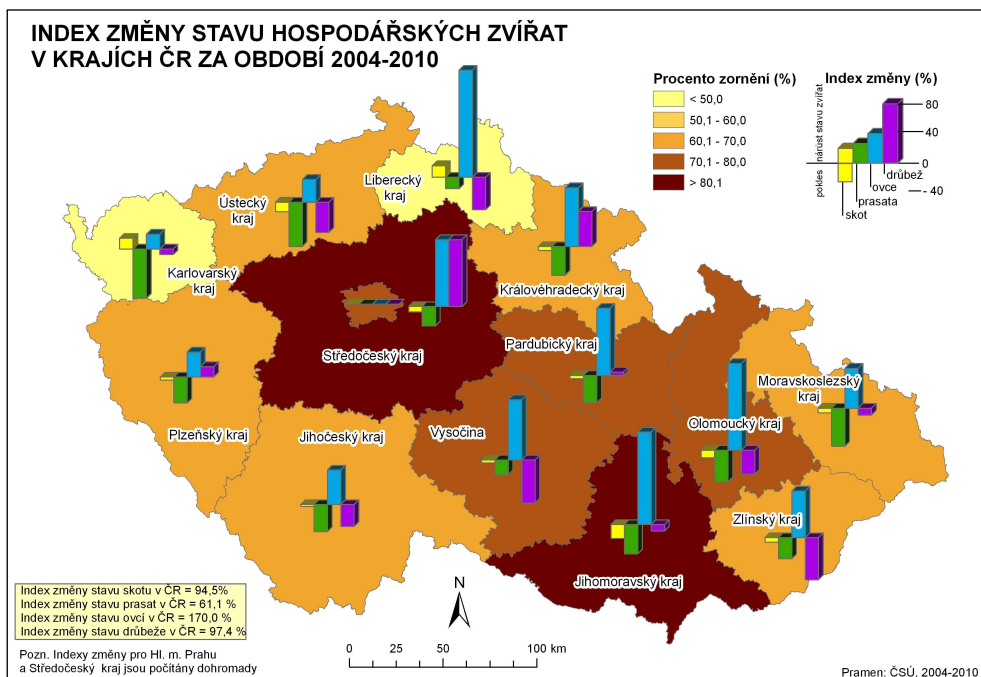 INDEX ZMĚNY STAVU HOSPODÁŘSKÝCH ZVÍŘAT
V KRAJÍCH ČR ZA OBDOBÍ 2004-2010
Procento zornění (%)
< 50,0
50,1 - 60,0
60,1 - 70,0
70,1 - 80,0
> 80,1
Index změny (%)
nárůst stavu zvířat
pokles
80
40
0
- 40
drůbež
ovce
prasata
skot
Liberecký
kraj
Ústecký
kraj
Karlovarský
kraj
Královéhradecký kraj
Středočeský kraj
Pardubický kraj
Moravskoslezský
kraj
Olomoucký kraj
Plzeňský kraj
Jihočeský kraj
Vysočina
Zlínský kraj
Jihomoravský kraj
Index změny stavu skotu v ČR = 94,5%
Index změny stavu prasat v ČR = 61,1 %
Index změny stavu ovcí v ČR = 170,0 %
Index změny stavu drůbeže v ČR = 97,4 %
Pozn. Indexy změny pro Hl. m. Prahu
a Středočeský kraj jsou počítány dohromady
N
0 25 50 100 km
Pramen: ČSÚ, 2004-2010